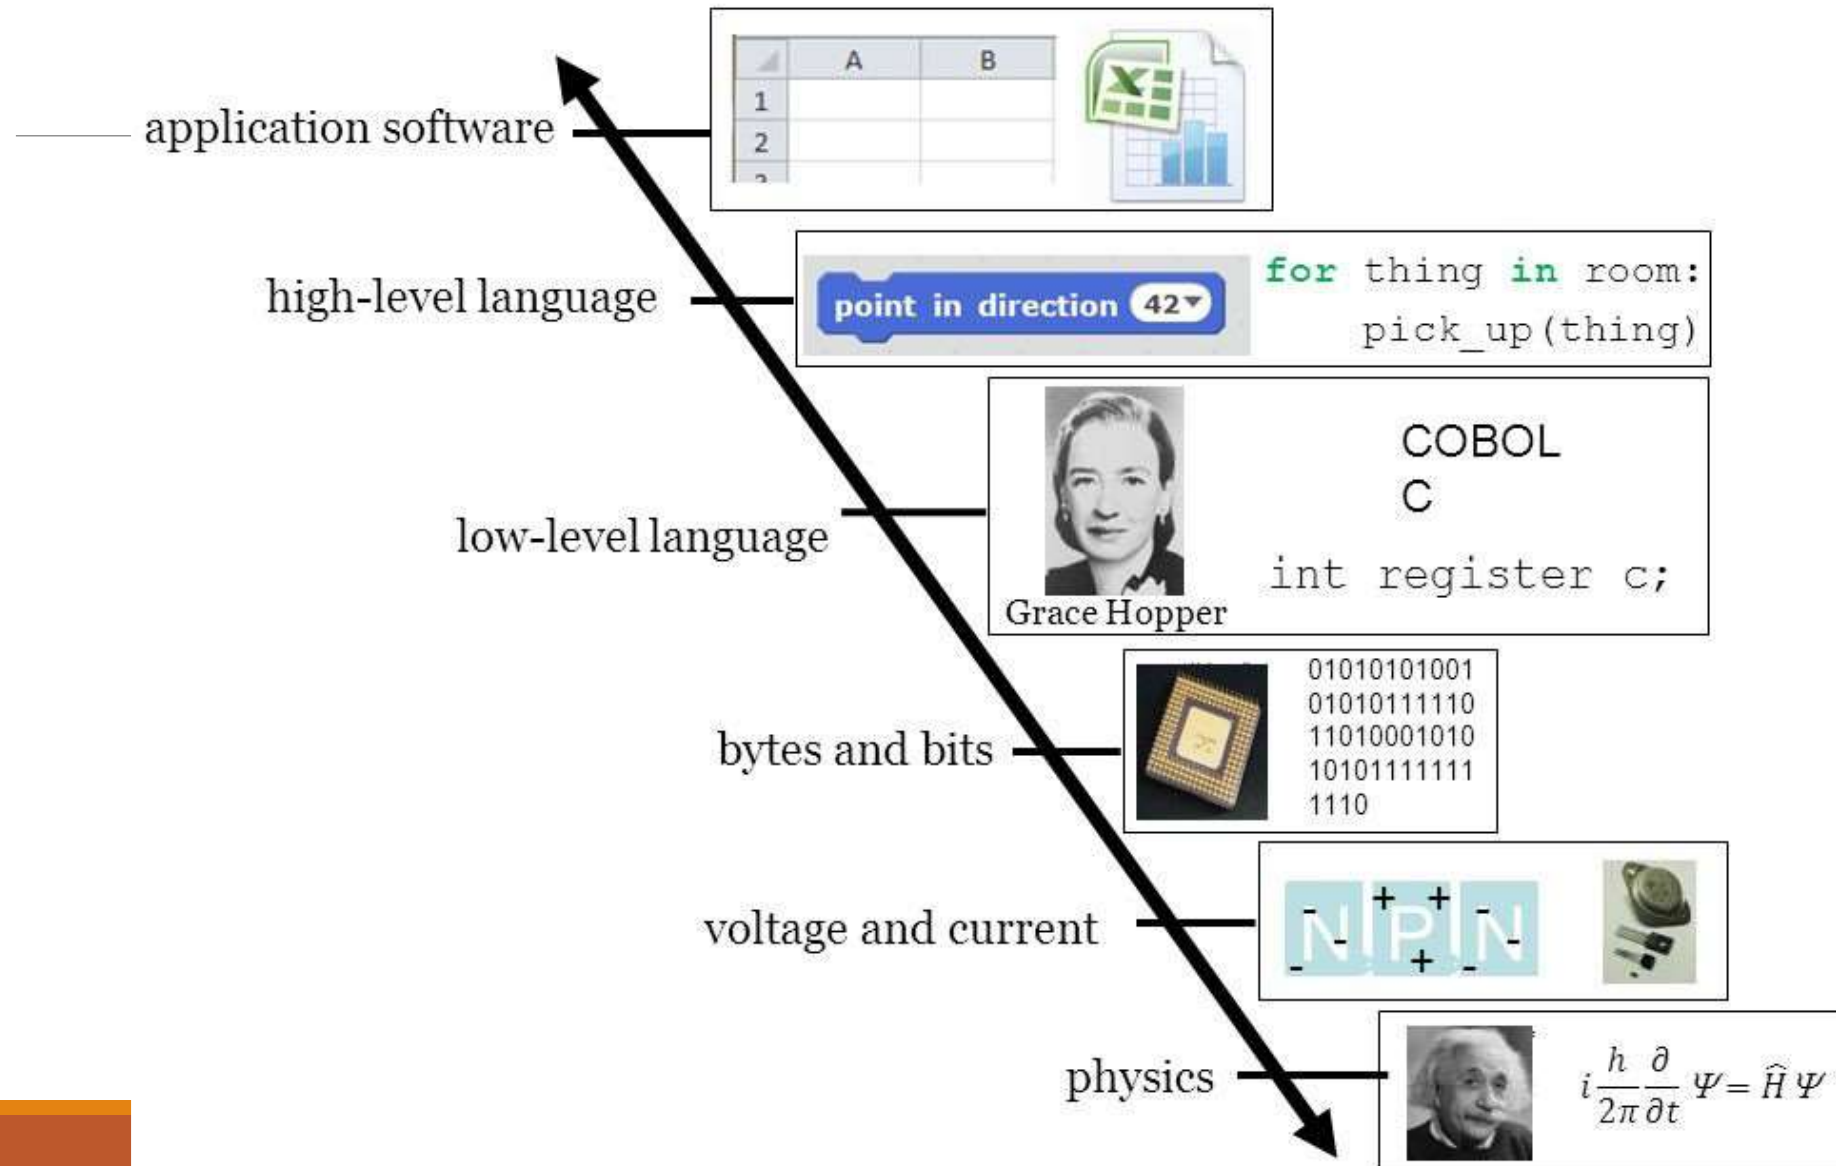 application software
A B
1
2
X
high-level language
point in direction 42
for thing in room:
pick_up(thing)
low-level language
COBOL
C
int register c;
Grace Hopper
bytes and bits
01010101001
01010111110
11010001010
10101111111
1110
voltage and current
- + + -
N P N
- -
- + -
physics
i h/2π ∂/∂t Ψ = Ĥ Ψ